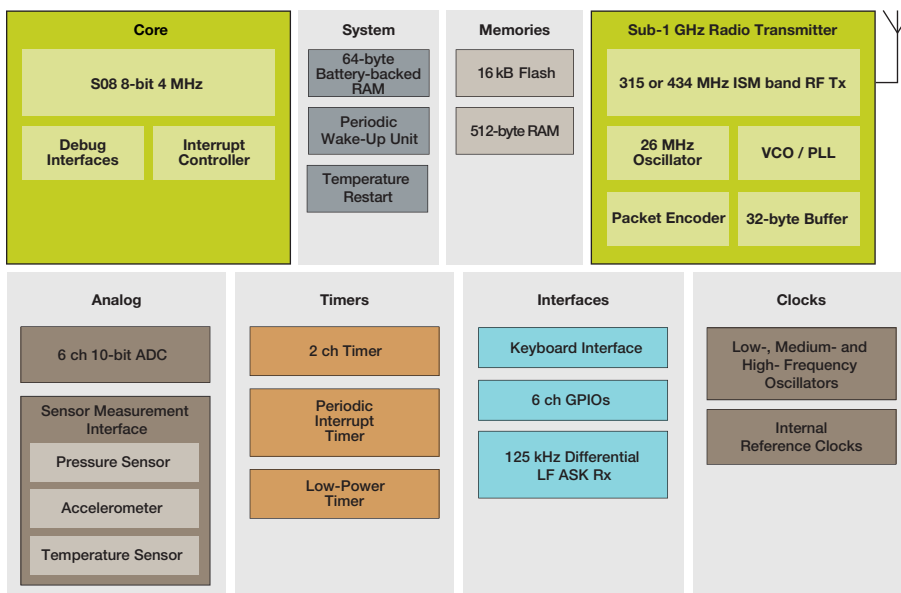 Core
S08 8-bit 4 MHz
Debug
Interfaces
Interrupt
Controller
System
64-byte
Battery-backed
RAM
Periodic
Wake-Up Unit
Temperature
Restart
Memories
16 kB Flash
512-byte RAM
Sub-1 GHz Radio Transmitter
315 or 434 MHz ISM band RF Tx
26 MHz
Oscillator
VCO / PLL
Packet Encoder
32-byte Buffer
Analog
6 ch 10-bit ADC
Sensor Measurement
Interface
Pressure Sensor
Accelerometer
Temperature Sensor
Timers
2 ch Timer
Periodic
Interrupt
Timer
Low-Power
Timer
Interfaces
Keyboard Interface
6 ch GPIOs
125 kHz Differential
LF ASK Rx
Clocks
Low-, Medium- and
High- Frequency
Oscillators
Internal
Reference Clocks